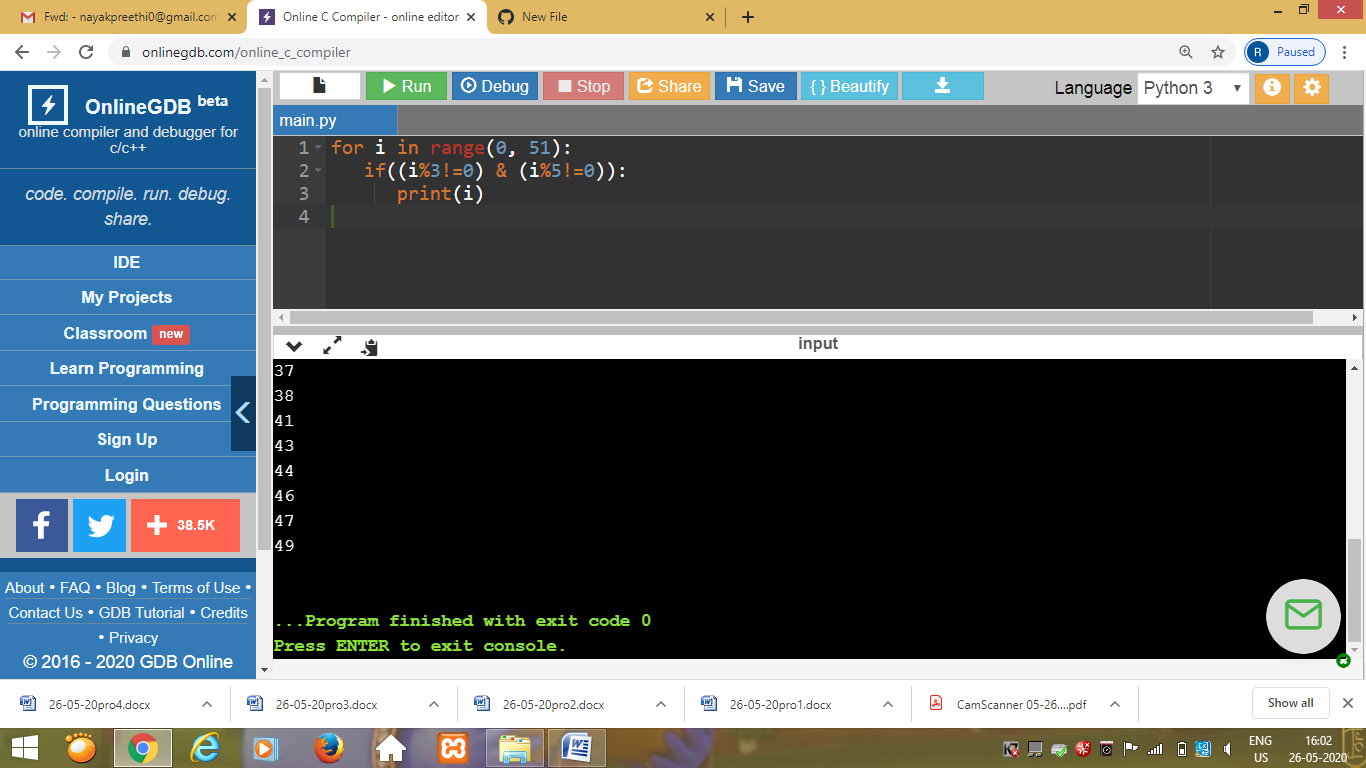 Fwd: - nayakpreethi0@gmail.com
Online C Compiler - online editor
New File
onlinegdb.com/online_c_compiler
R Paused
OnlineGDB beta
online compiler and debugger for
c/c++
code. compile. run. debug.
share.
IDE
My Projects
Classroom new
Learn Programming
Programming Questions
Sign Up
Login
38.5K
About • FAQ • Blog • Terms of Use •
Contact Us • GDB Tutorial • Credits
• Privacy
© 2016 - 2020 GDB Online
Run Debug Stop Share Save { } Beautify
Language Python 3
main.py
1 for i in range(0, 51):
2 if((i%3!=0) & (i%5!=0)):
3 print(i)
4
input
37
38
41
43
44
46
47
49
...Program finished with exit code 0
Press ENTER to exit console.
26-05-20pro4.docx
26-05-20pro3.docx
26-05-20pro2.docx
26-05-20pro1.docx
CamScanner 05-26....pdf
Show all
ENG
US
16:02
26-05-2020